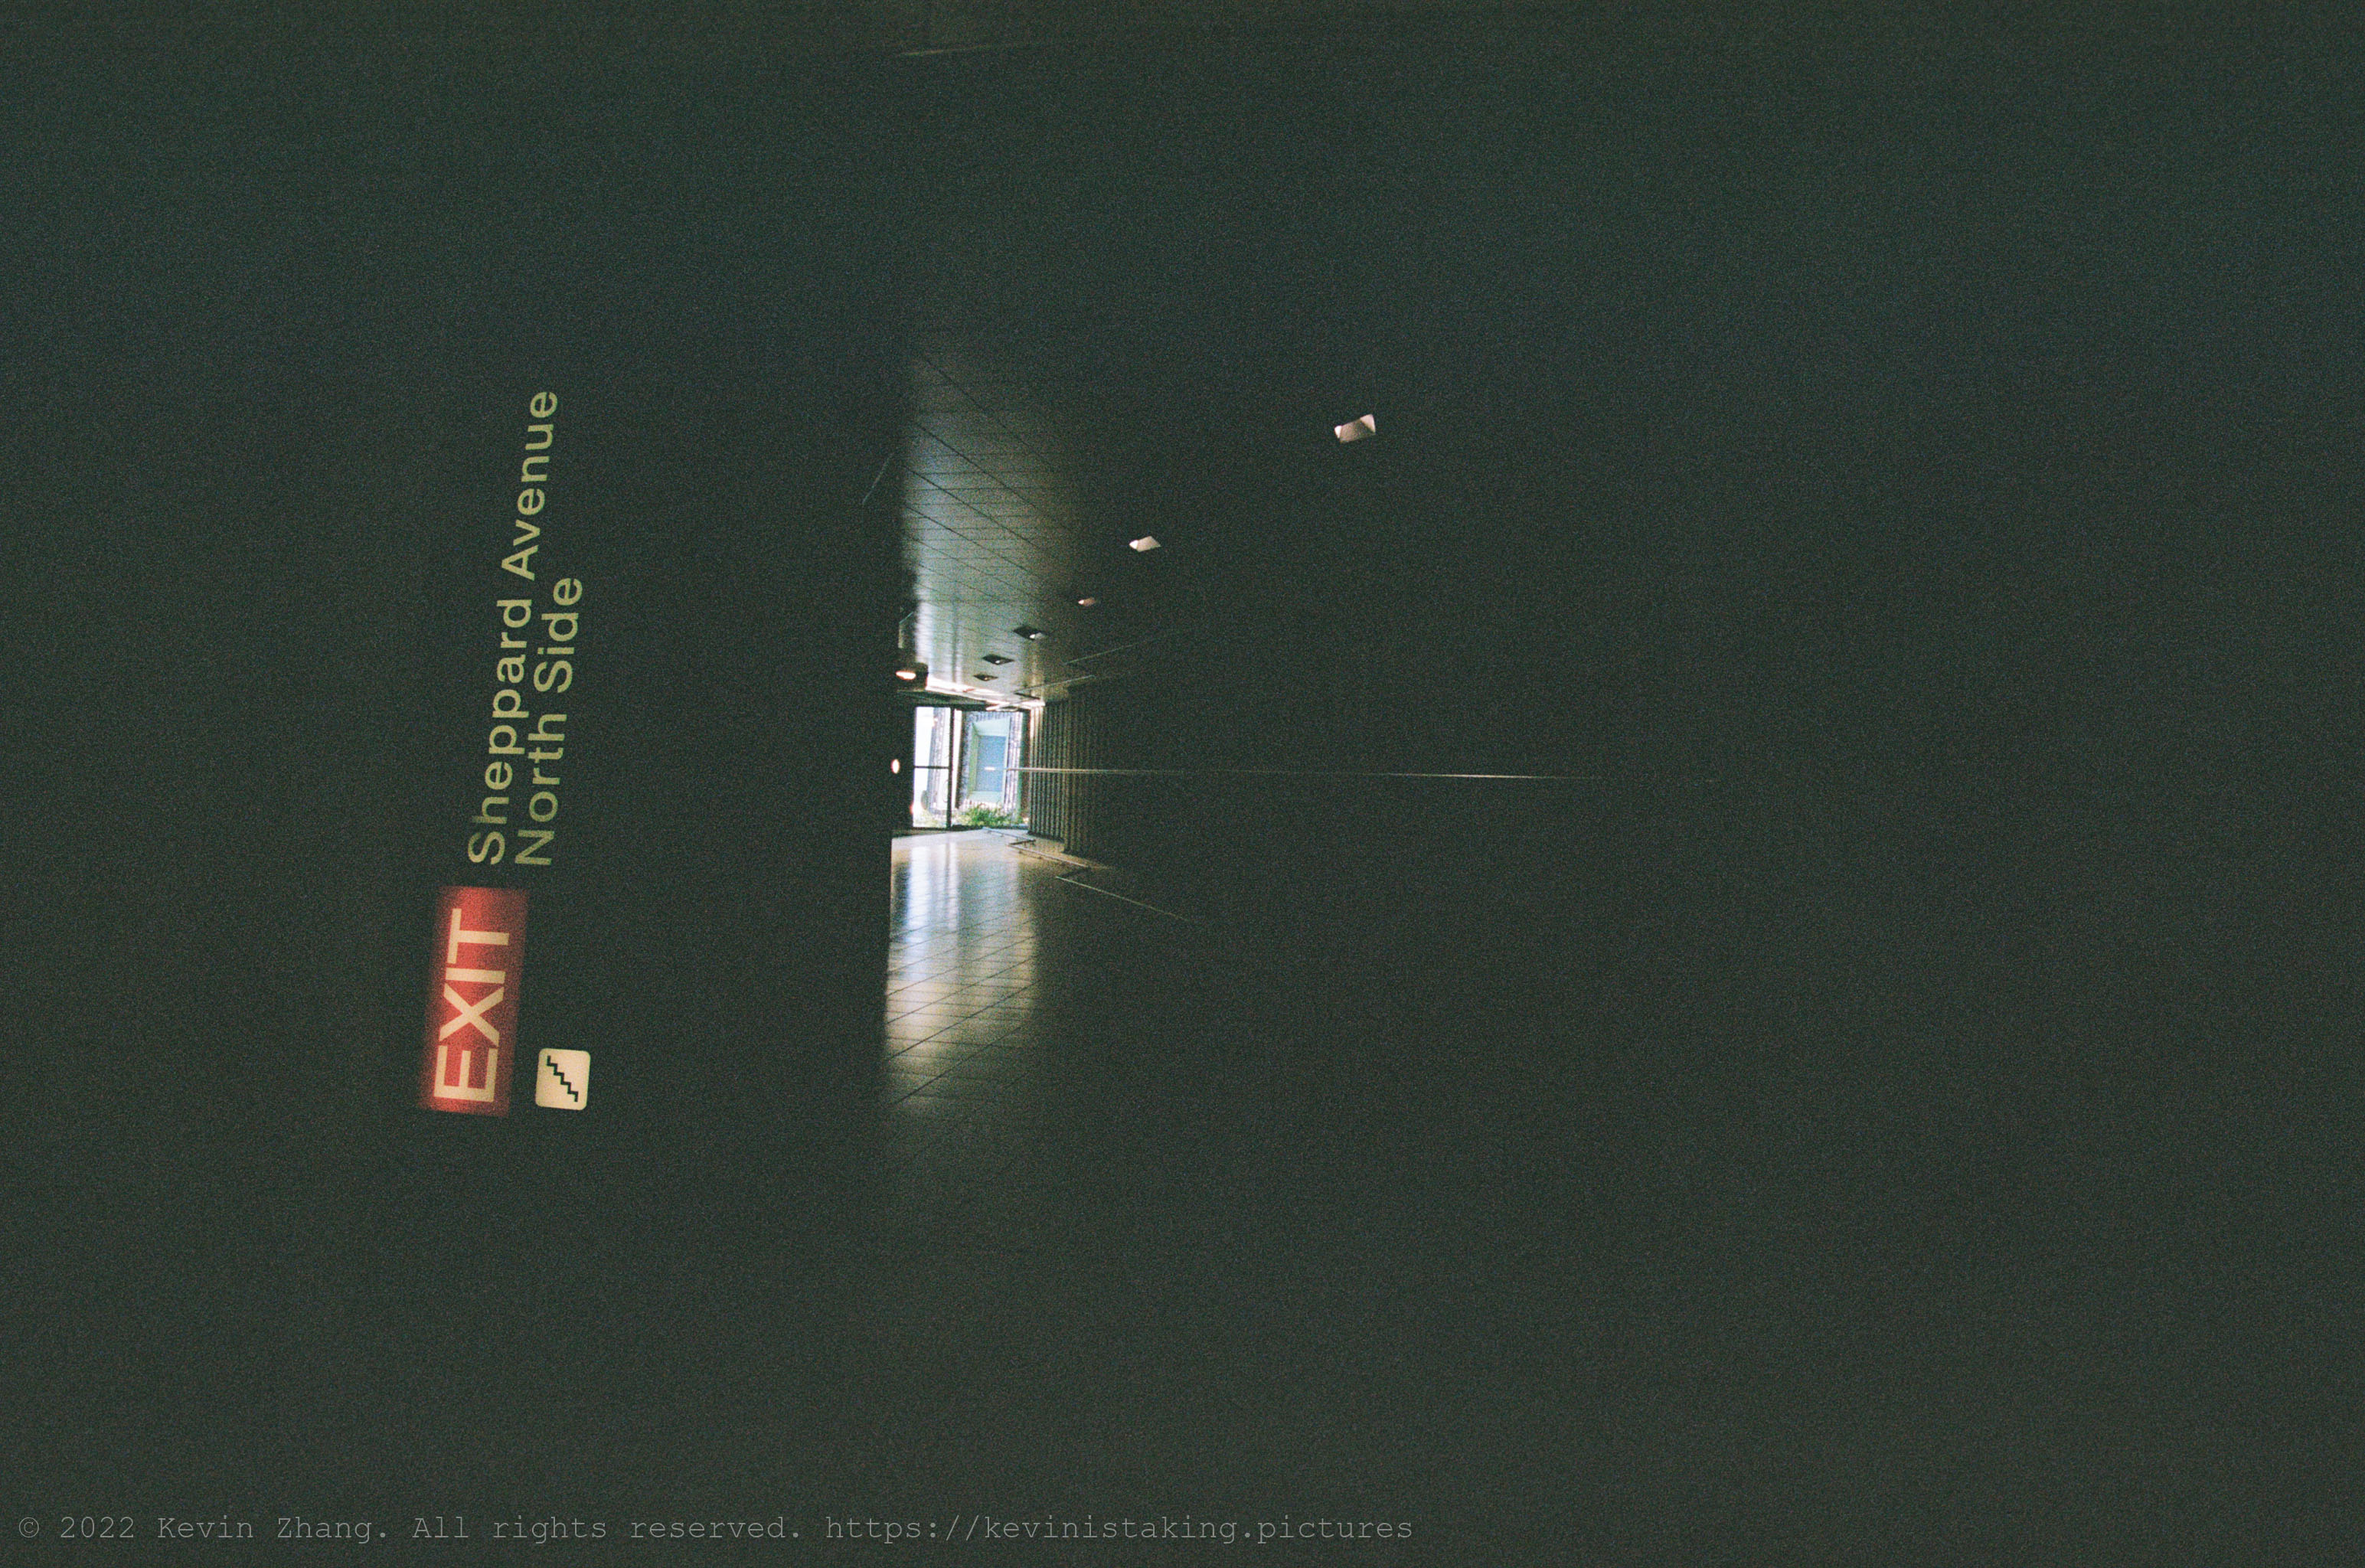 EXIT
Sheppard Avenue
North Side
© 2022 Kevin Zhang. All rights reserved. https://kevinistaking.pictures